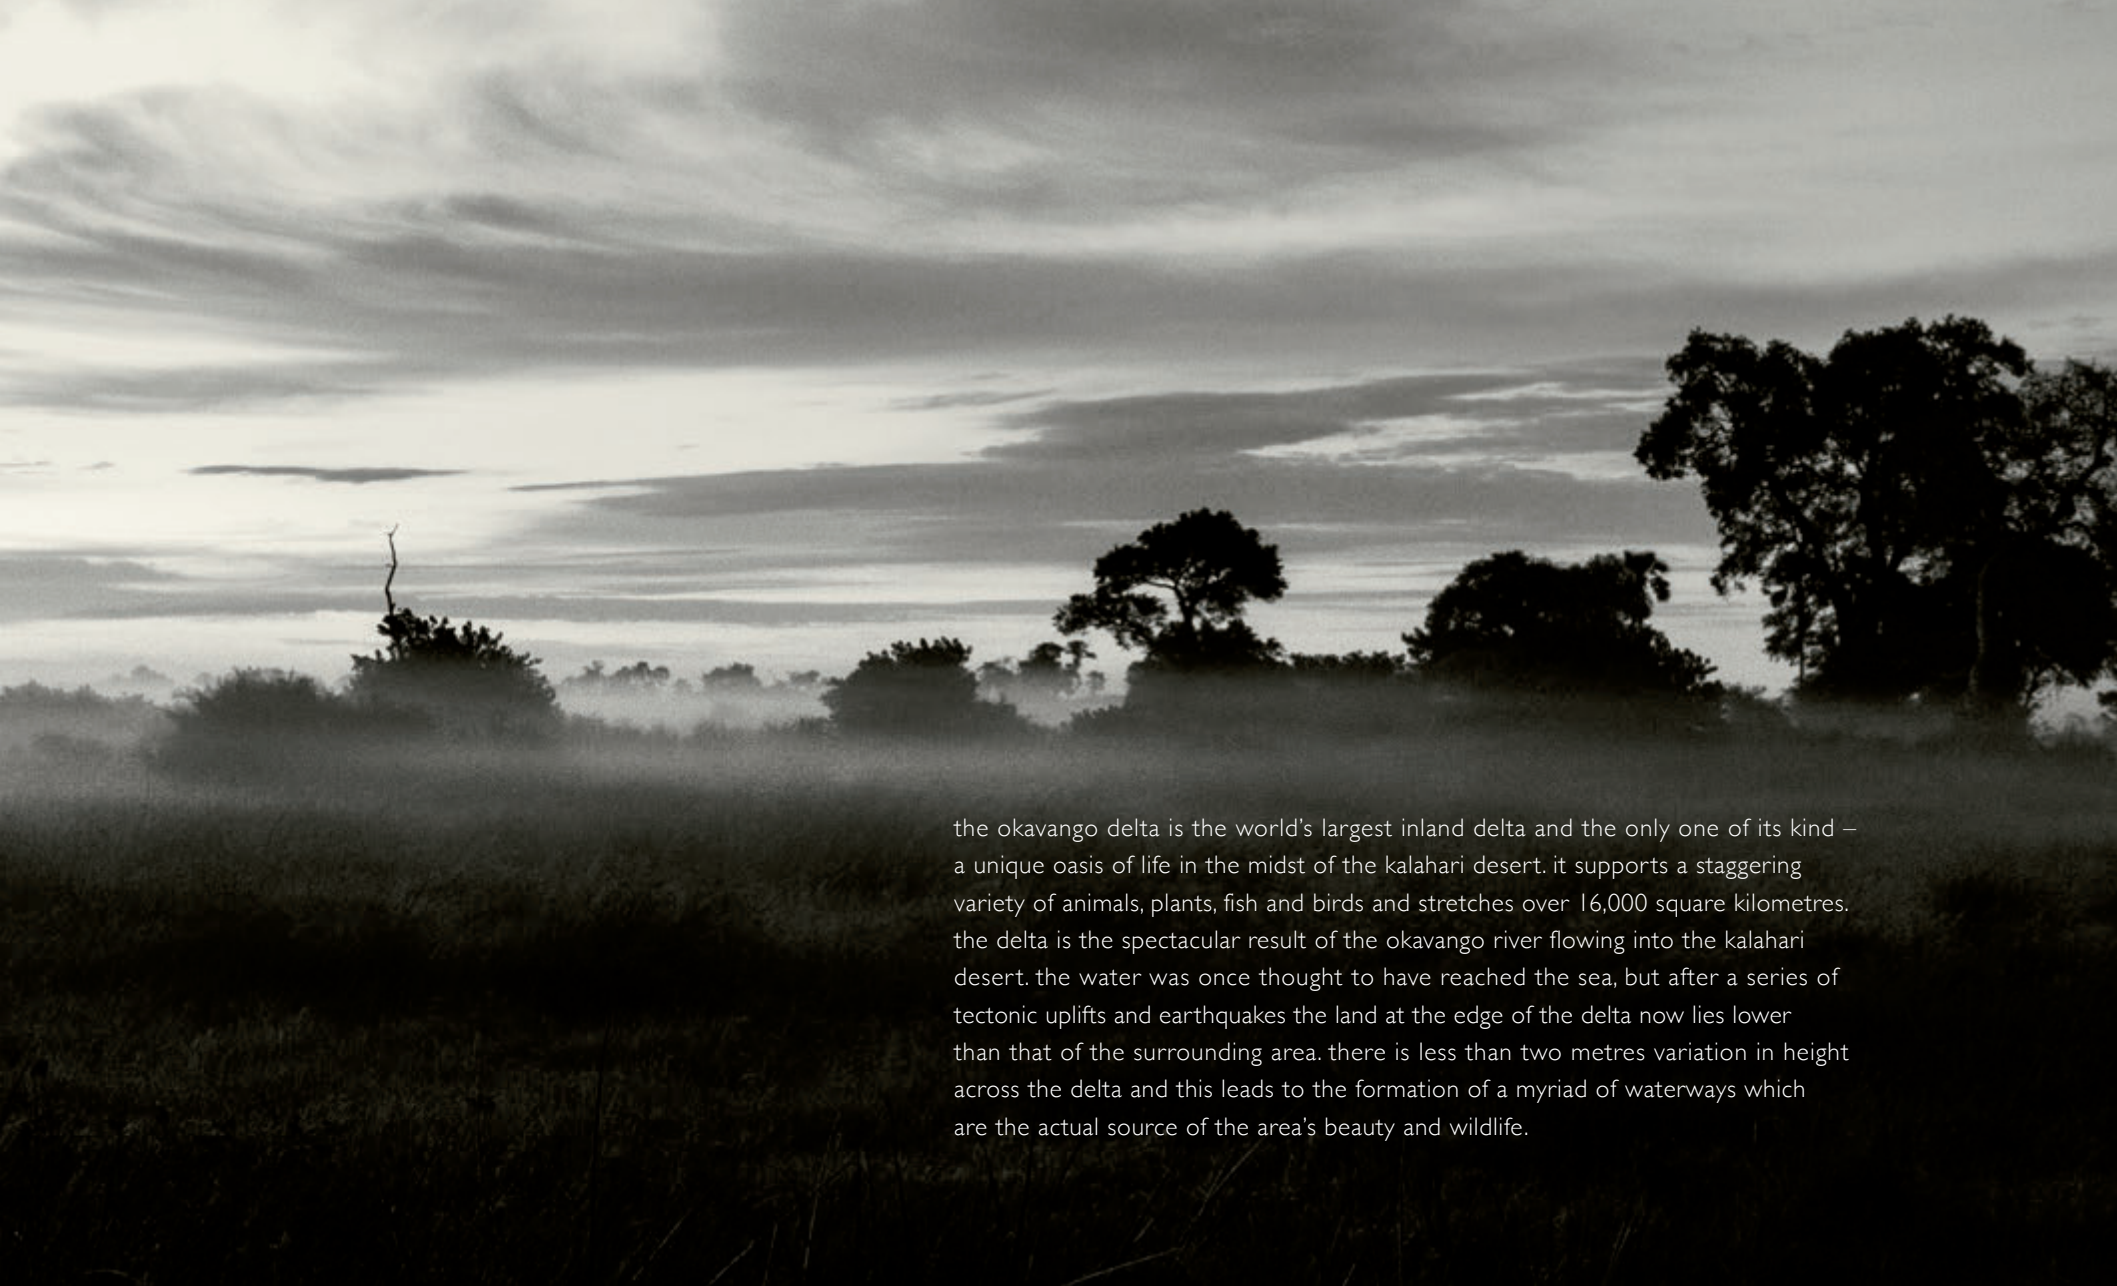 the okavango delta is the world's largest inland delta and the only one of its kind –
a unique oasis of life in the midst of the kalahari desert. it supports a staggering
variety of animals, plants, fish and birds and stretches over 16,000 square kilometres.
the delta is the spectacular result of the okavango river flowing into the kalahari
desert. the water was once thought to have reached the sea, but after a series of
tectonic uplifts and earthquakes the land at the edge of the delta now lies lower
than that of the surrounding area. there is less than two metres variation in height
across the delta and this leads to the formation of a myriad of waterways which
are the actual source of the area's beauty and wildlife.